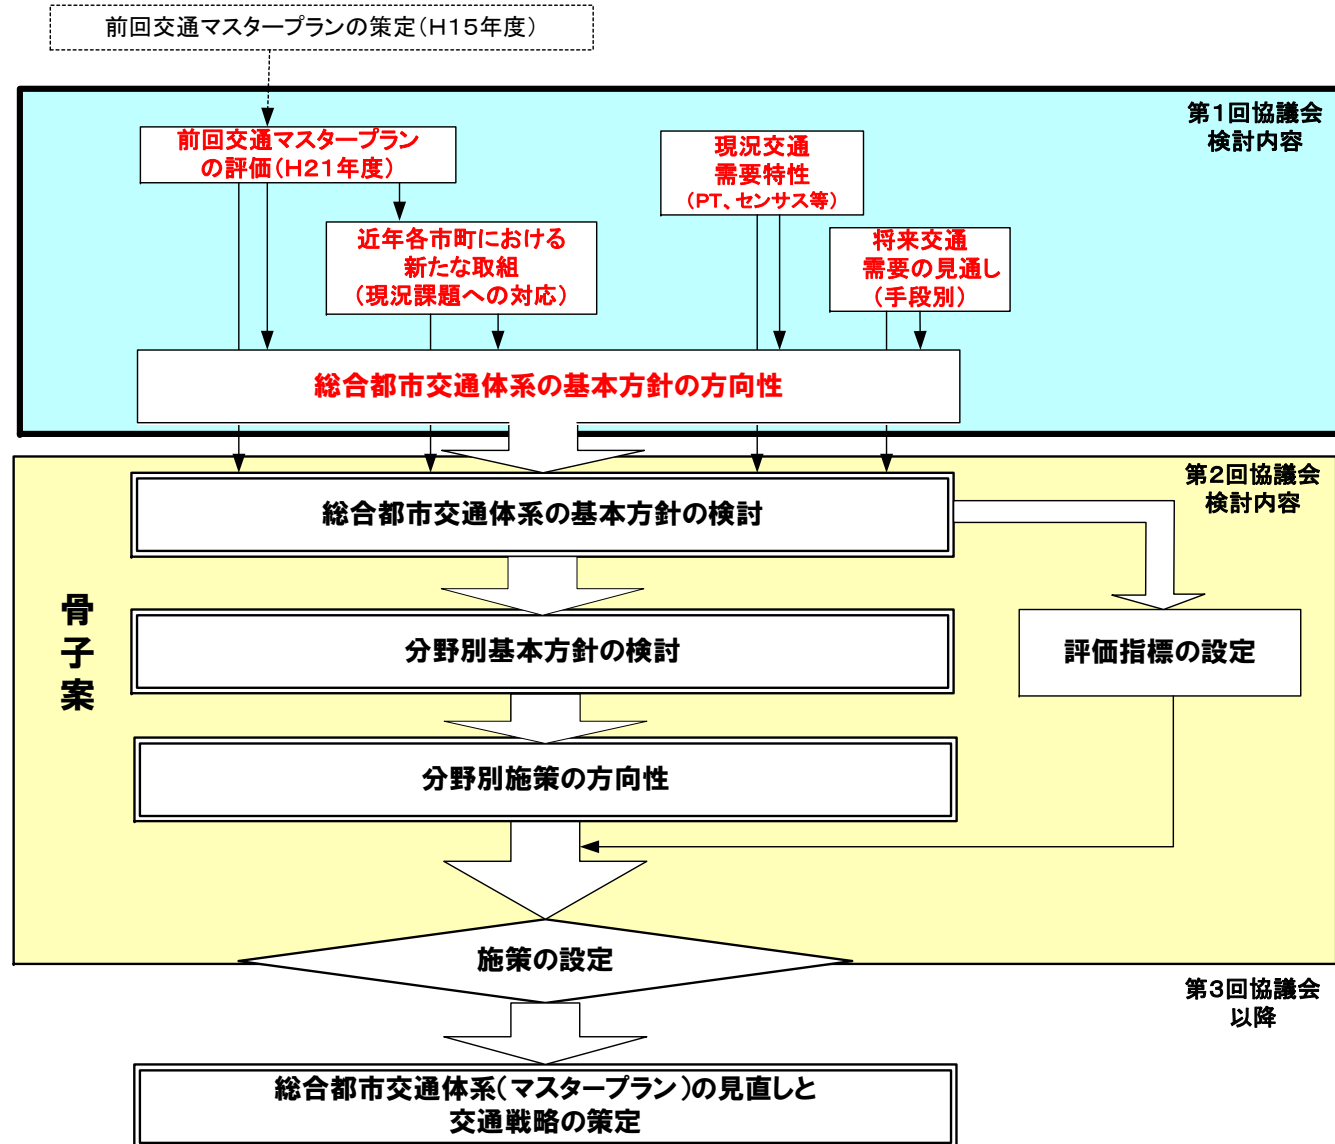 前回交通マスタープランの策定（H15年度）
第1回協議会
検討内容
前回交通マスタープラン
の評価（H21年度）
現況交通
需要特性
（PT、センサス等）
近年各市町における
新たな取組
（現況課題への対応）
将来交通
需要の見通し
（手段別）
総合都市交通体系の基本方針の方向性
第2回協議会
検討内容
総合都市交通体系の基本方針の検討
骨子案
分野別基本方針の検討
評価指標の設定
分野別施策の方向性
施策の設定
第3回協議会
以降
総合都市交通体系（マスタープラン）の見直しと
交通戦略の策定